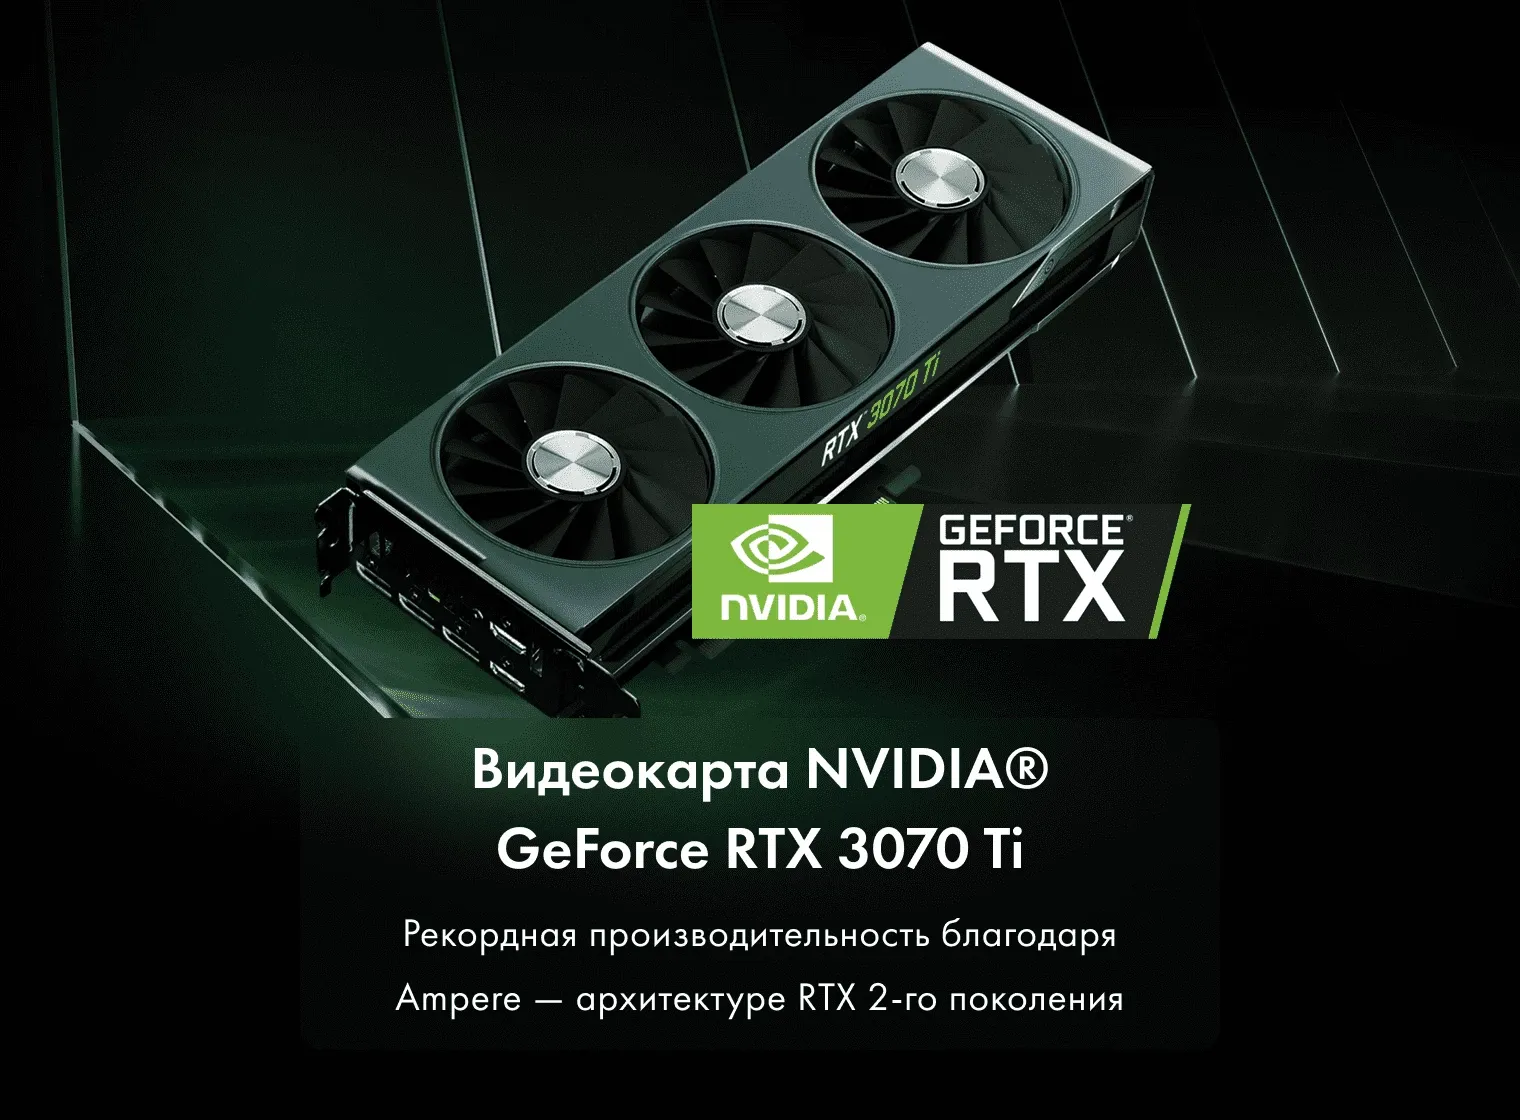 RTX 3070 Ti
NVIDIA®
GEFORCE®
RTX
Видеокарта NVIDIA®
GeForce RTX 3070 Ti
Рекордная производительность благодаря
Ampere — архитектуре RTX 2-го поколения